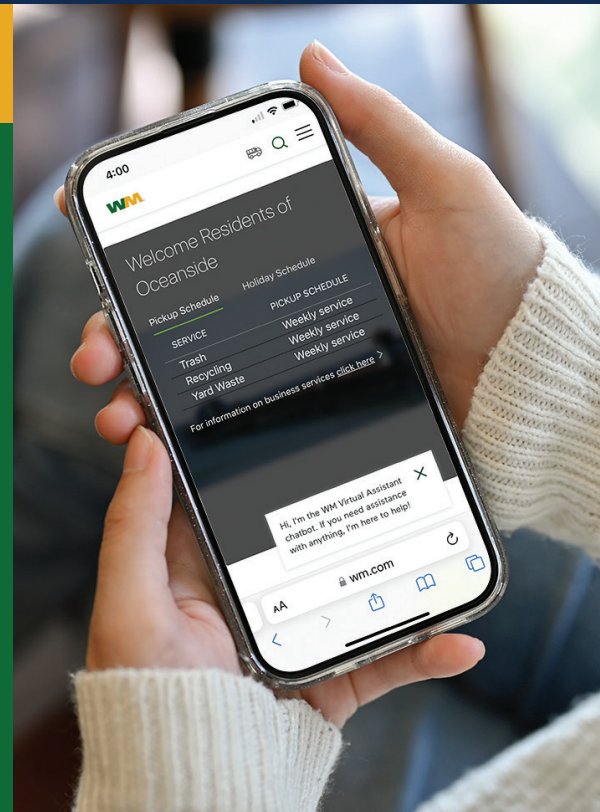 4:00
WM
Welcome Residents of
Oceanside
Pickup Schedule Holiday Schedule
SERVICE PICKUP SCHEDULE
Trash Weekly service
Recycling Weekly service
Yard Waste Weekly service
For information on business services click here >
Hi, I'm the WM Virtual Assistant
chatbot. If you need assistance
with anything, I'm here to help!
AA wm.com